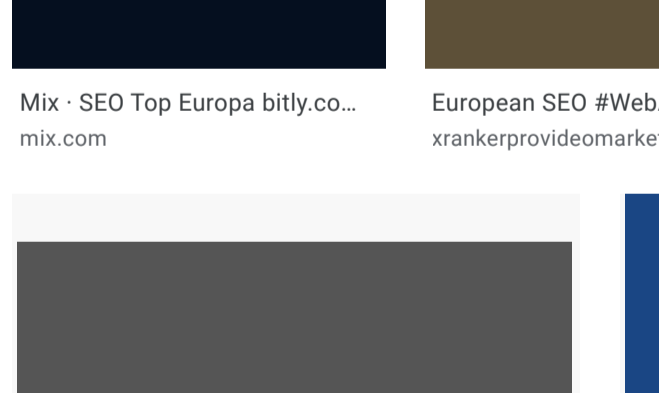 Mix · SEO Top Europa bitly.co...
mix.com
European SEO #Web
xrankerprovideomarke